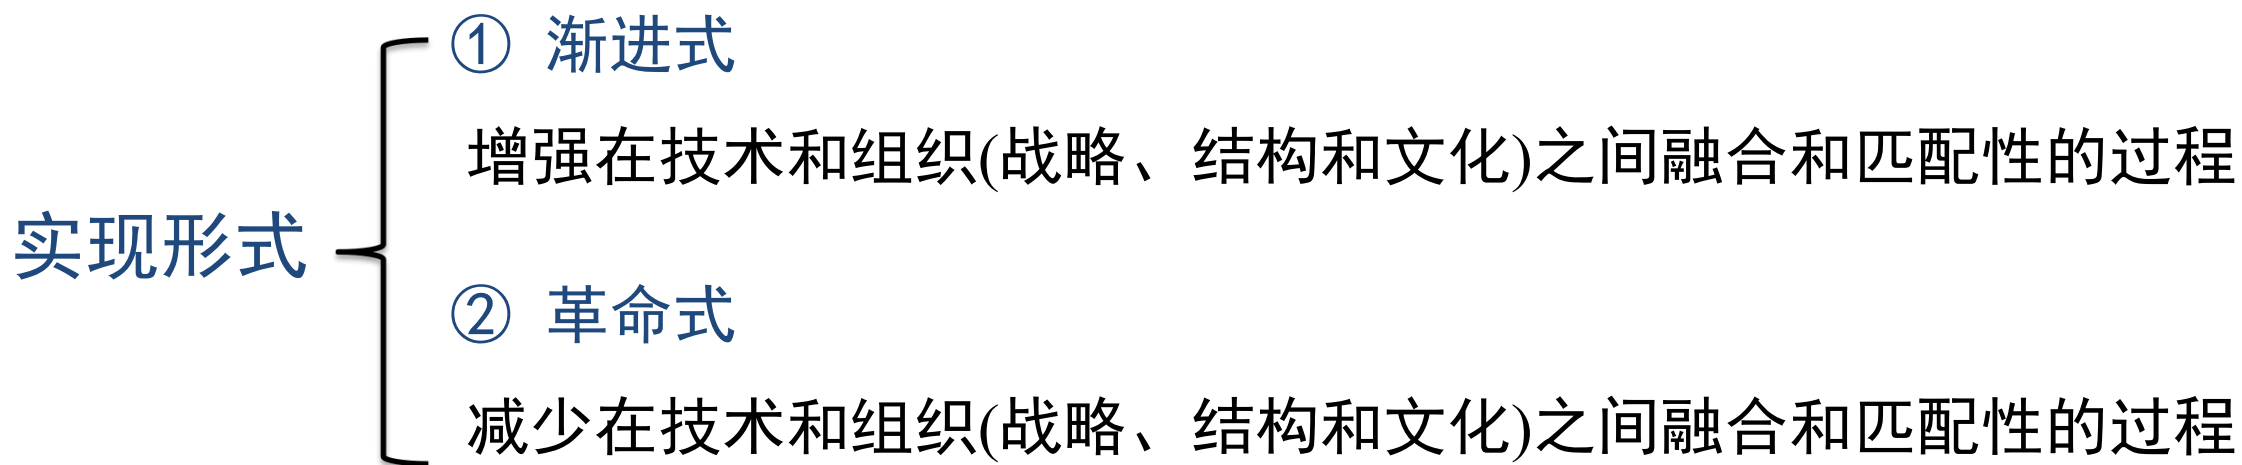 实现形式
① 渐进式
增强在技术和组织(战略、结构和文化)之间融合和匹配性的过程
② 革命式
减少在技术和组织(战略、结构和文化)之间融合和匹配性的过程